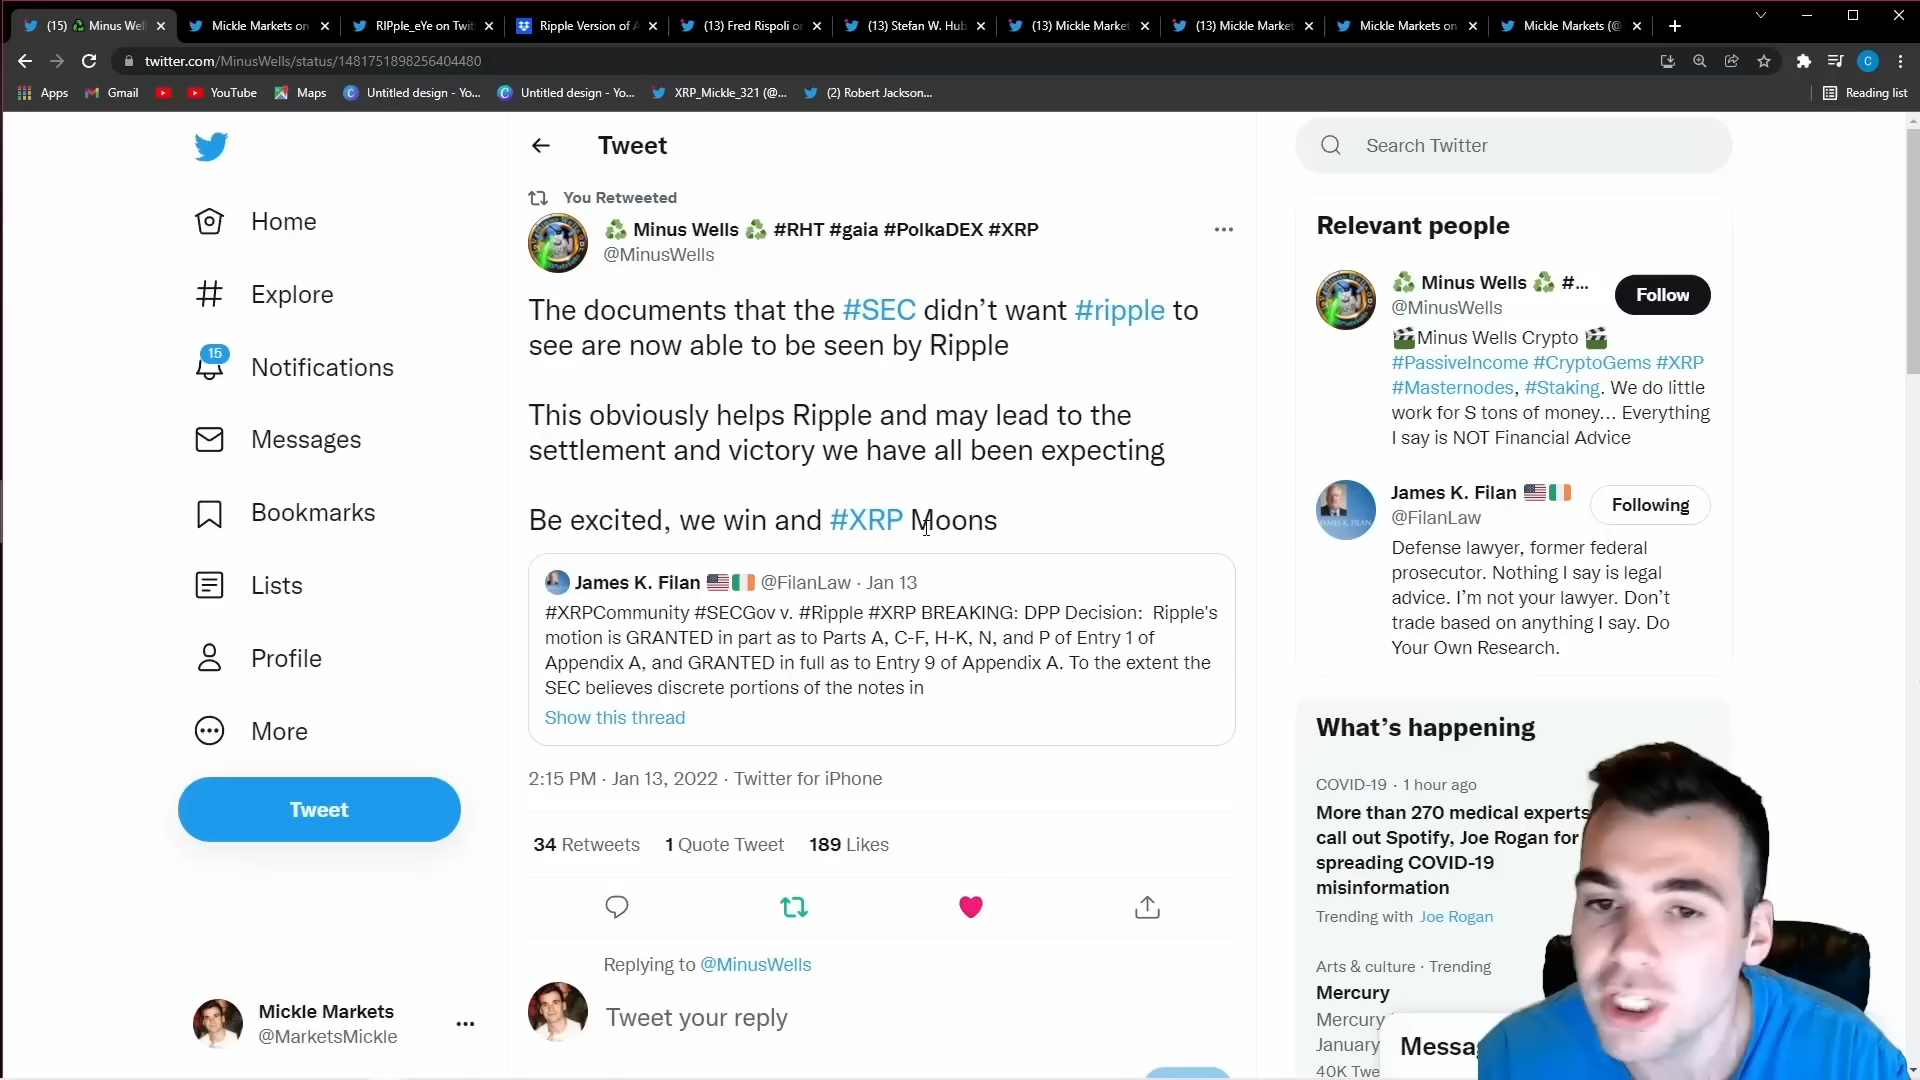 (15) ♻ Minus Wel
Mickle Markets on
RIPple_eYe on Twit
Ripple Version of A
(13) Fred Rispoli o
(13) Stefan W. Hub
(13) Mickle Market
(13) Mickle Market
Mickle Markets on
Mickle Markets (@
twitter.com/MinusWells/status/1481751898256404480
C
Apps
Gmail
YouTube
Maps
Untitled design - Yo...
Untitled design - Yo...
XRP_Mickle_321 (@...
(2) Robert Jackson...
Reading list
Home
Explore
15
Notifications
Messages
Bookmarks
Lists
Profile
More
Tweet
Mickle Markets
@MarketsMickle
Tweet
You Retweeted
♻ Minus Wells ♻ #RHT #gaia #PolkaDEX #XRP
@MinusWells
The documents that the #SEC didn’t want #ripple to
see are now able to be seen by Ripple
This obviously helps Ripple and may lead to the
settlement and victory we have all been expecting
Be excited, we win and #XRP Moons
James K. Filan 🇺🇸🇮🇪 @FilanLaw · Jan 13
#XRPCommunity #SECGov v. #Ripple #XRP BREAKING: DPP Decision: Ripple's
motion is GRANTED in part as to Parts A, C-F, H-K, N, and P of Entry 1 of
Appendix A, and GRANTED in full as to Entry 9 of Appendix A. To the extent the
SEC believes discrete portions of the notes in
Show this thread
2:15 PM · Jan 13, 2022 · Twitter for iPhone
34 Retweets 1 Quote Tweet 189 Likes
Replying to @MinusWells
Tweet your reply
Search Twitter
Relevant people
♻ Minus Wells ♻ #...
Follow
@MinusWells
🎬Minus Wells Crypto 🎬
#PassiveIncome #CryptoGems #XRP
#Masternodes, #Staking. We do little
work for S tons of money... Everything
I say is NOT Financial Advice
James K. Filan 🇺🇸🇮🇪
Following
@FilanLaw
Defense lawyer, former federal
prosecutor. Nothing I say is legal
advice. I’m not your lawyer. Don’t
trade based on anything I say. Do
Your Own Research.
What’s happening
COVID-19 · 1 hour ago
More than 270 medical experts
call out Spotify, Joe Rogan for
spreading COVID-19
misinformation
Trending with Joe Rogan
Arts & culture · Trending
Mercury
Mercury
January
40K Twe
Messa